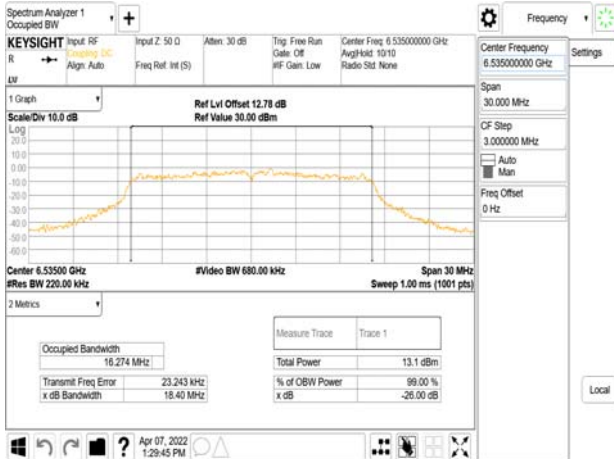 Spectrum Analyzer 1
Occupied BW
Frequency
KEYSIGHT
R
Input: RF
Coupling: DC
Align: Auto
Input Z: 50 Ω
Freq Ref: Int (S)
Atten: 30 dB
Trig: Free Run
Gate: Off
#IF Gain: Low
Center Freq: 6.535000000 GHz
Avg|Hold: 10/10
Radio Std: None
Center Frequency
6.535000000 GHz
Settings
Span
30.000 MHz
CF Step
3.000000 MHz
Auto
Man
Freq Offset
0 Hz
Local
1 Graph
Scale/Div 10.0 dB
Ref Lvl Offset 12.78 dB
Ref Value 30.00 dBm
Log
20.0
10.0
0.00
-10.0
-20.0
-30.0
-40.0
-50.0
-60.0
Center 6.53500 GHz
#Res BW 220.00 kHz
#Video BW 680.00 kHz
Span 30 MHz
Sweep 1.00 ms (1001 pts)
2 Metrics
Measure Trace Trace 1
Occupied Bandwidth
16.274 MHz
Total Power 13.1 dBm
Transmit Freq Error 23.243 kHz
% of OBW Power 99.00 %
x dB Bandwidth 18.40 MHz
x dB -26.00 dB
Apr 07, 2022
1:29:45 PM